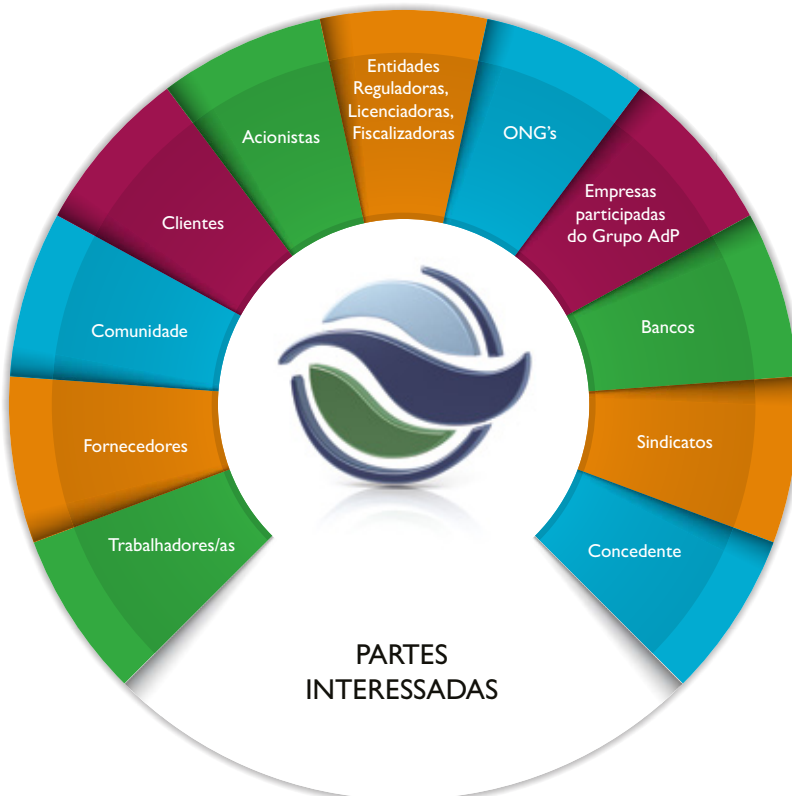 Entidades
Reguladoras,
Licenciadoras,
Fiscalizadoras
Acionistas
ONG's
Empresas
participadas
do Grupo AdP
Clientes
Bancos
Comunidade
Sindicatos
Fornecedores
Trabalhadores/as
Concedente
PARTES
INTERESSADAS